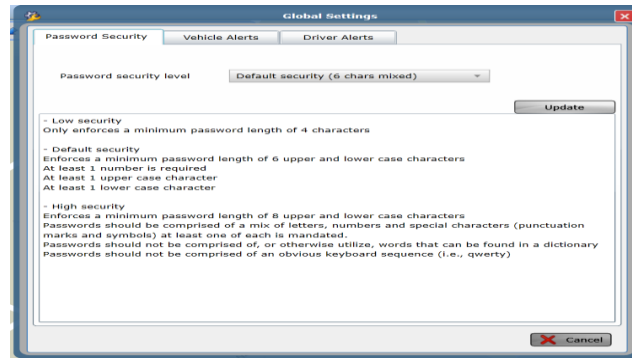 Global Settings
Password Security
Vehicle Alerts
Driver Alerts
Password security level
Default security (6 chars mixed)
Update
- Low security
Only enforces a minimum password length of 4 characters
- Default security
Enforces a minimum password length of 6 upper and lower case characters
At least 1 number is required
At least 1 upper case character
At least 1 lower case character
- High security
Enforces a minimum password length of 8 upper and lower case characters
Passwords should be comprised of a mix of letters, numbers and special characters (punctuation
marks and symbols) at least one of each is mandated.
Passwords should not be comprised of, or otherwise utilize, words that can be found in a dictionary
Passwords should not be comprised of an obvious keyboard sequence (i.e., qwerty)
Cancel